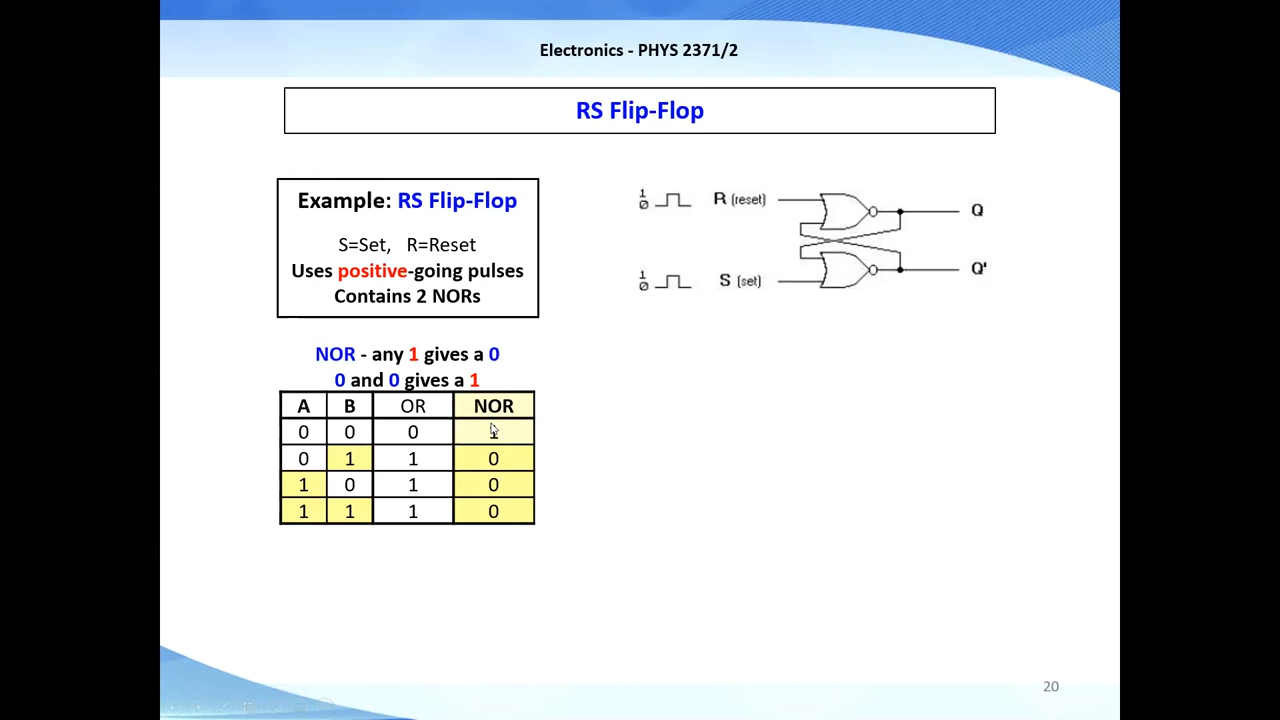 Electronics - PHYS 2371/2
RS Flip-Flop
Example: RS Flip-Flop
S=Set, R=Reset
Uses positive-going pulses
Contains 2 NORs
1
0
R (reset)
Q
1
0
S (set)
Q'
NOR - any 1 gives a 0
0 and 0 gives a 1
A B OR NOR
0 0 0 1
0 1 1 0
1 0 1 0
1 1 1 0
20